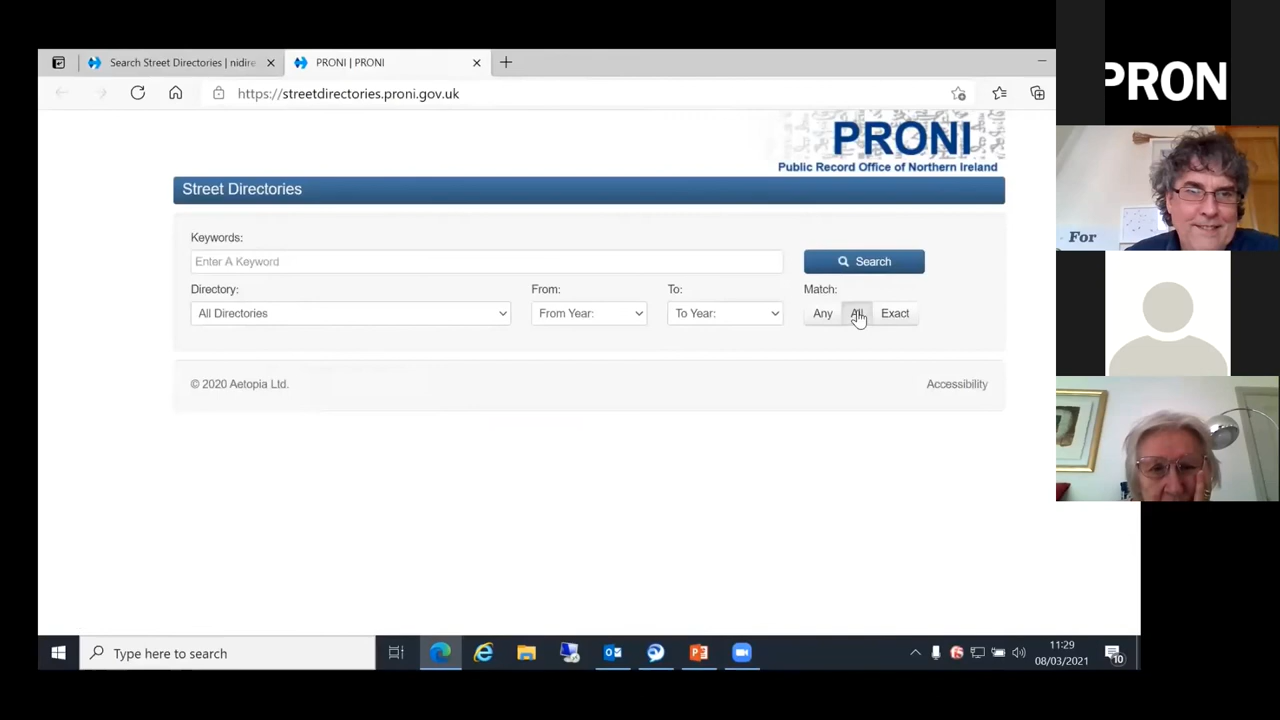 Search Street Directories | nidire
PRONI | PRONI
https://streetdirectories.proni.gov.uk
PRONI
Public Record Office of Northern Ireland
Street Directories
Keywords:
Enter A Keyword
Search
Directory:
From:
To:
Match:
All Directories
From Year:
To Year:
Any
All
Exact
© 2020 Aetopia Ltd.
Accessibility
Type here to search
11:29
08/03/2021
10
PRON
For